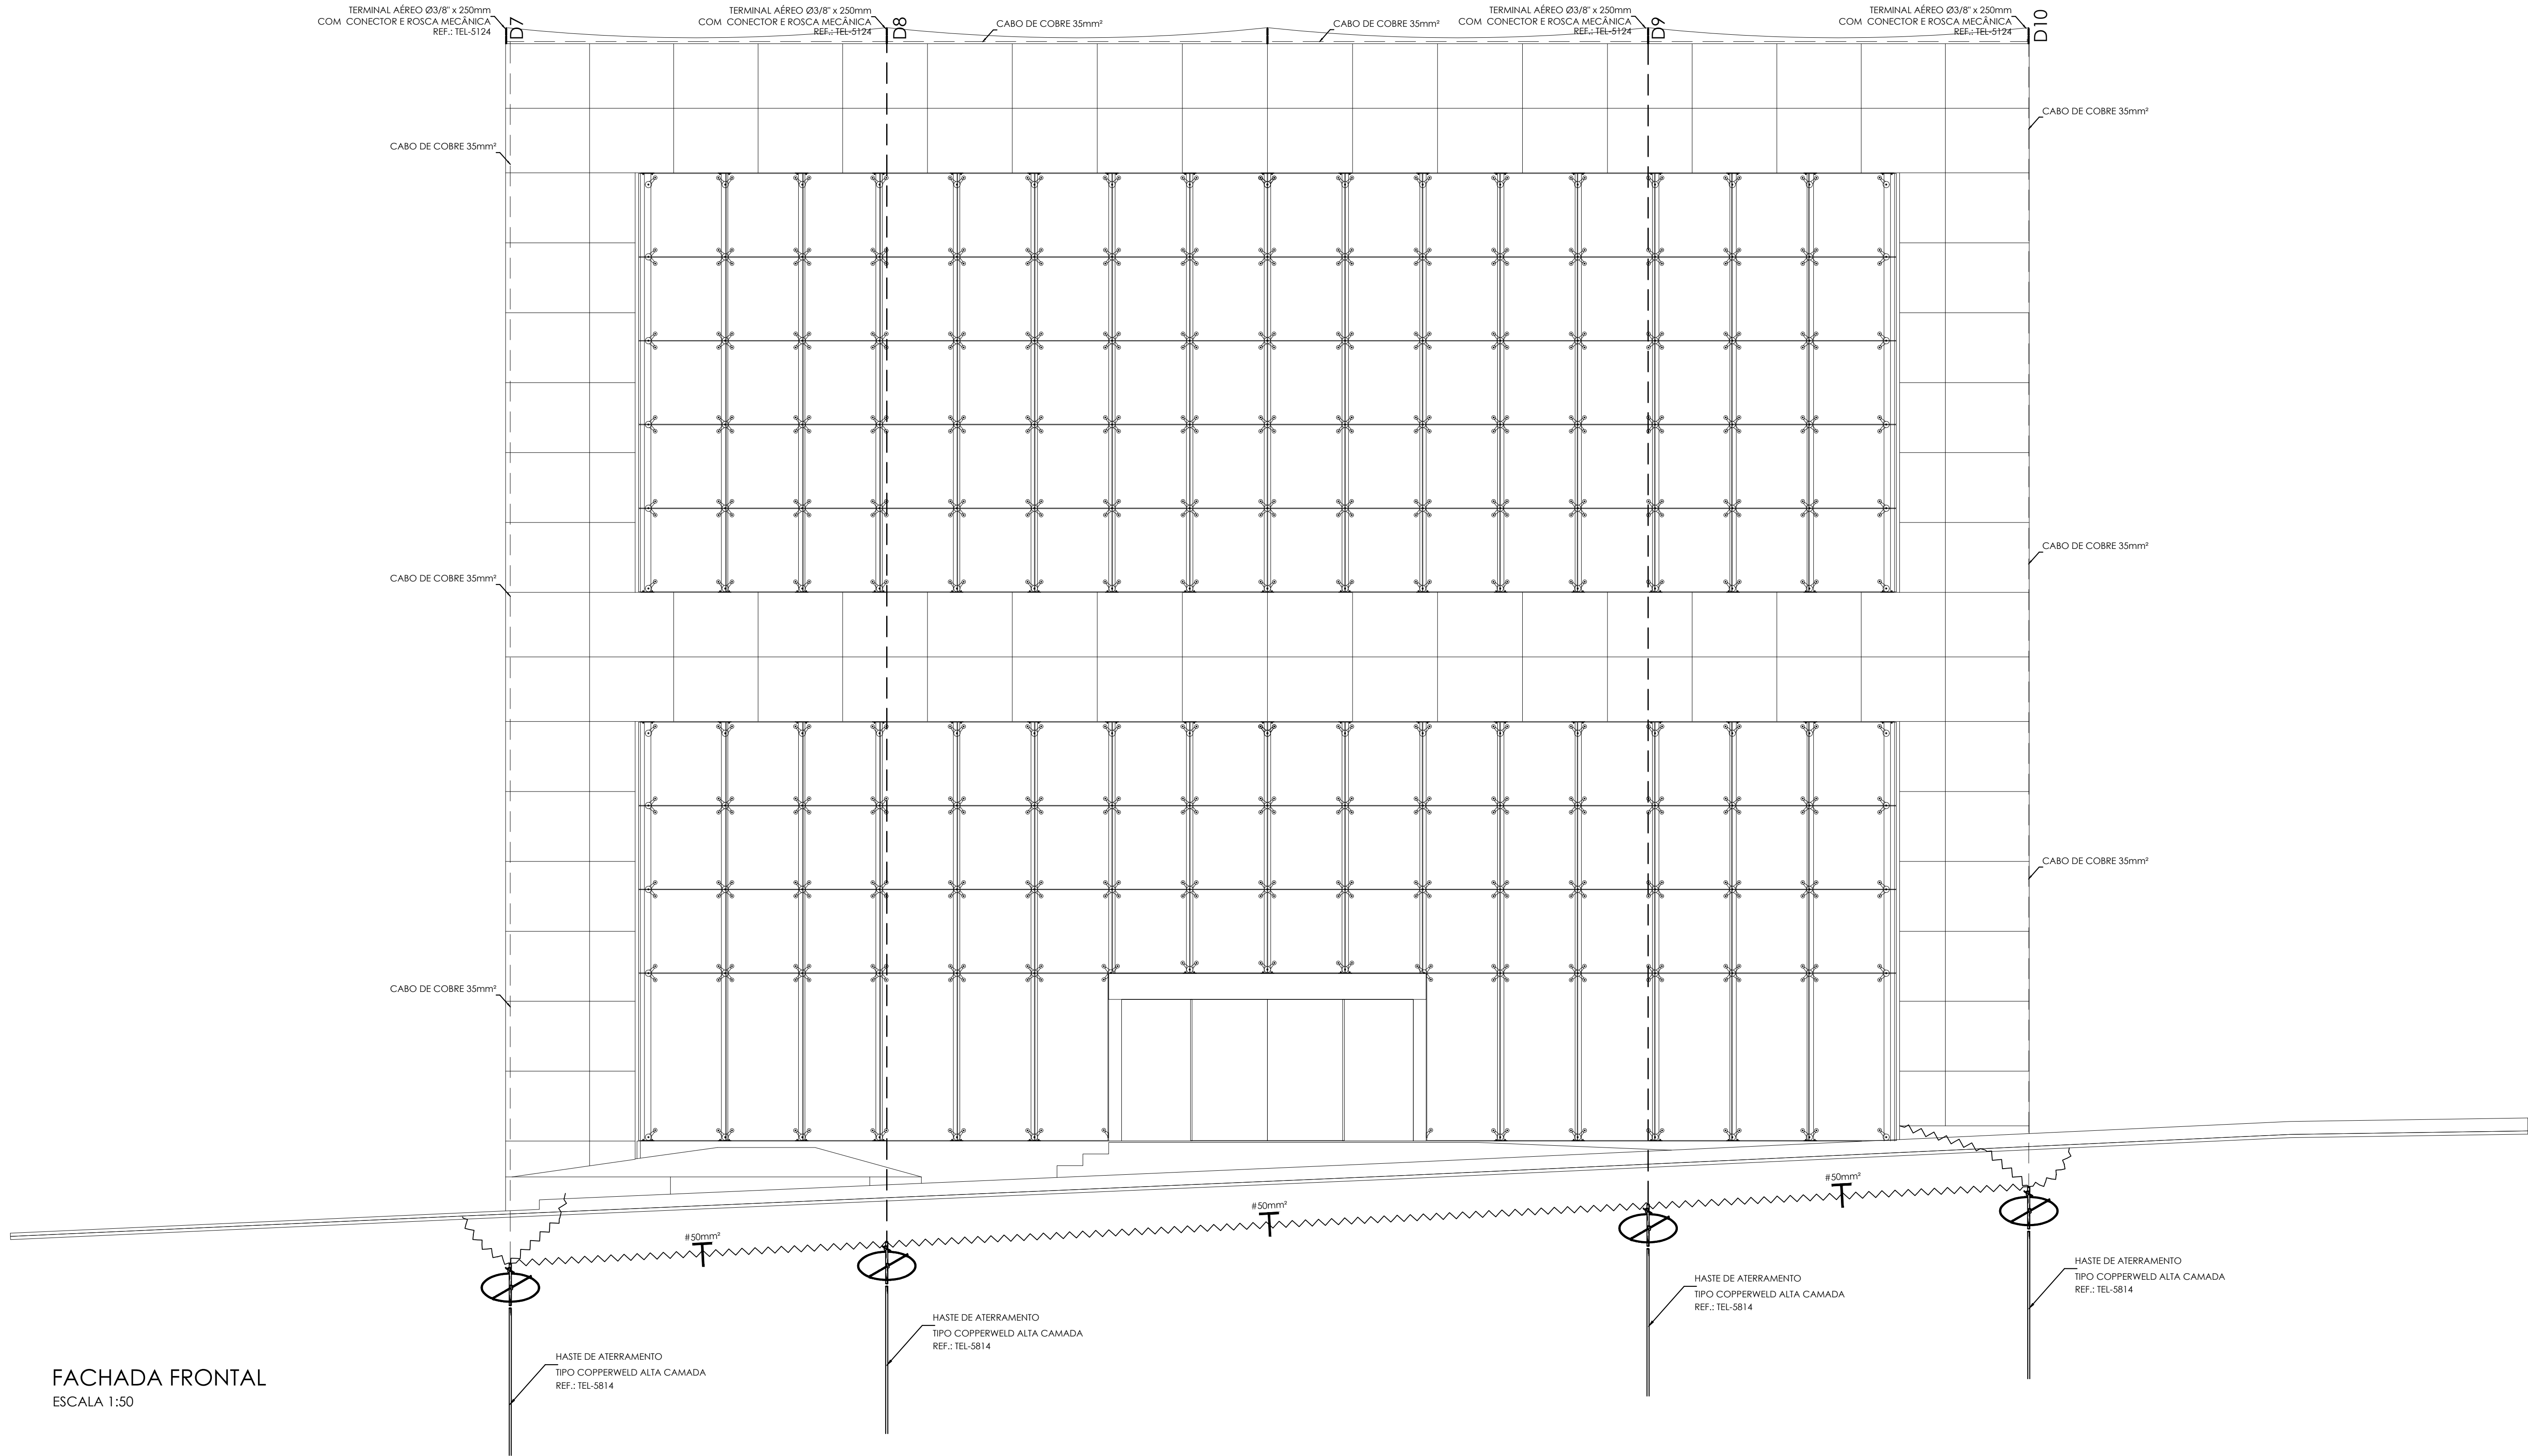 TERMINAL AÉREO Ø3/8" x 250mm
COM CONECTOR E ROSCA MECÂNICA
REF.: TEL-5124
D7
TERMINAL AÉREO Ø3/8" x 250mm
COM CONECTOR E ROSCA MECÂNICA
REF.: TEL-5124
D8
CABO DE COBRE 35mm²
CABO DE COBRE 35mm²
TERMINAL AÉREO Ø3/8" x 250mm
COM CONECTOR E ROSCA MECÂNICA
REF.: TEL-5124
D9
TERMINAL AÉREO Ø3/8" x 250mm
COM CONECTOR E ROSCA MECÂNICA
REF.: TEL-5124
D10
CABO DE COBRE 35mm²
CABO DE COBRE 35mm²
CABO DE COBRE 35mm²
CABO DE COBRE 35mm²
CABO DE COBRE 35mm²
CABO DE COBRE 35mm²
#50mm²
#50mm²
#50mm²
HASTE DE ATERRAMENTO
TIPO COPPERWELD ALTA CAMADA
REF.: TEL-5814
HASTE DE ATERRAMENTO
TIPO COPPERWELD ALTA CAMADA
REF.: TEL-5814
HASTE DE ATERRAMENTO
TIPO COPPERWELD ALTA CAMADA
REF.: TEL-5814
HASTE DE ATERRAMENTO
TIPO COPPERWELD ALTA CAMADA
REF.: TEL-5814
FACHADA FRONTAL
ESCALA 1:50